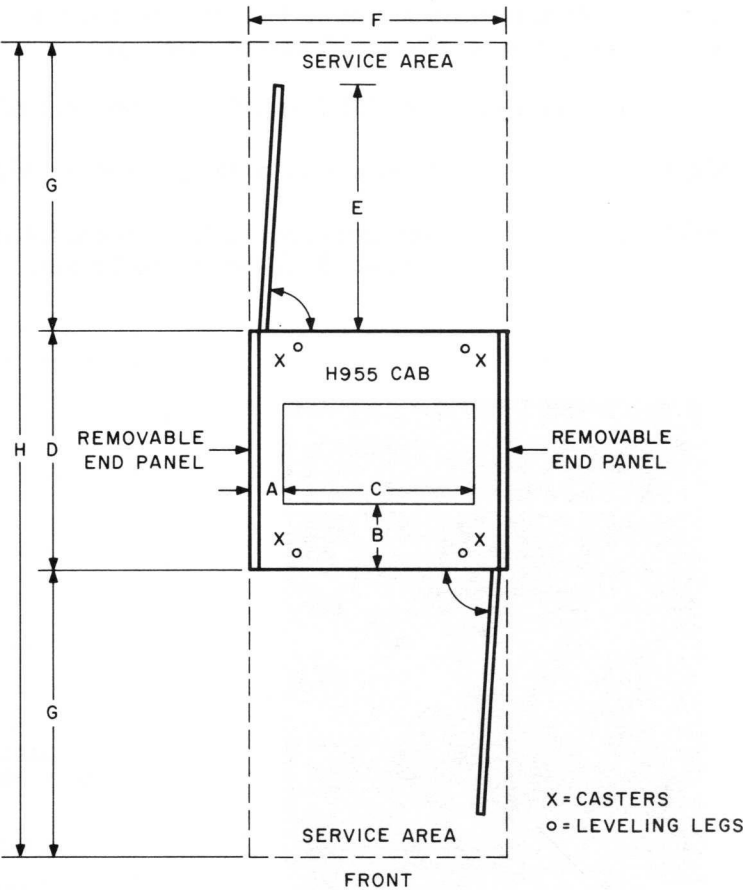 F
SERVICE AREA
G
E
H955 CAB
H
D
REMOVABLE
END PANEL
REMOVABLE
END PANEL
A
C
B
G
X = CASTERS
o = LEVELING LEGS
SERVICE AREA
FRONT